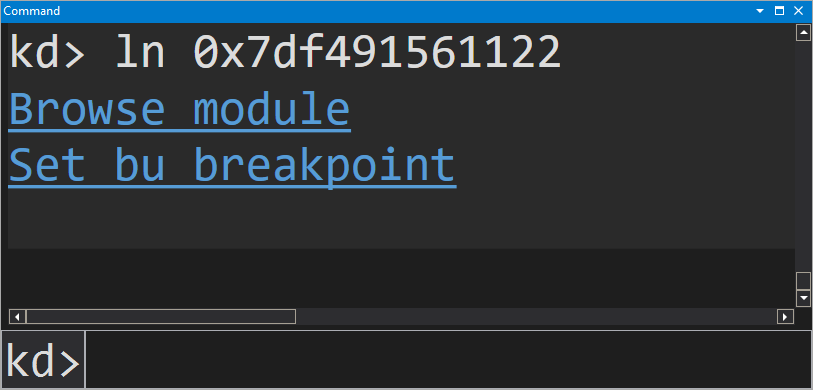 Command
kd> ln 0x7df491561122
Browse module
Set bu breakpoint
kd>